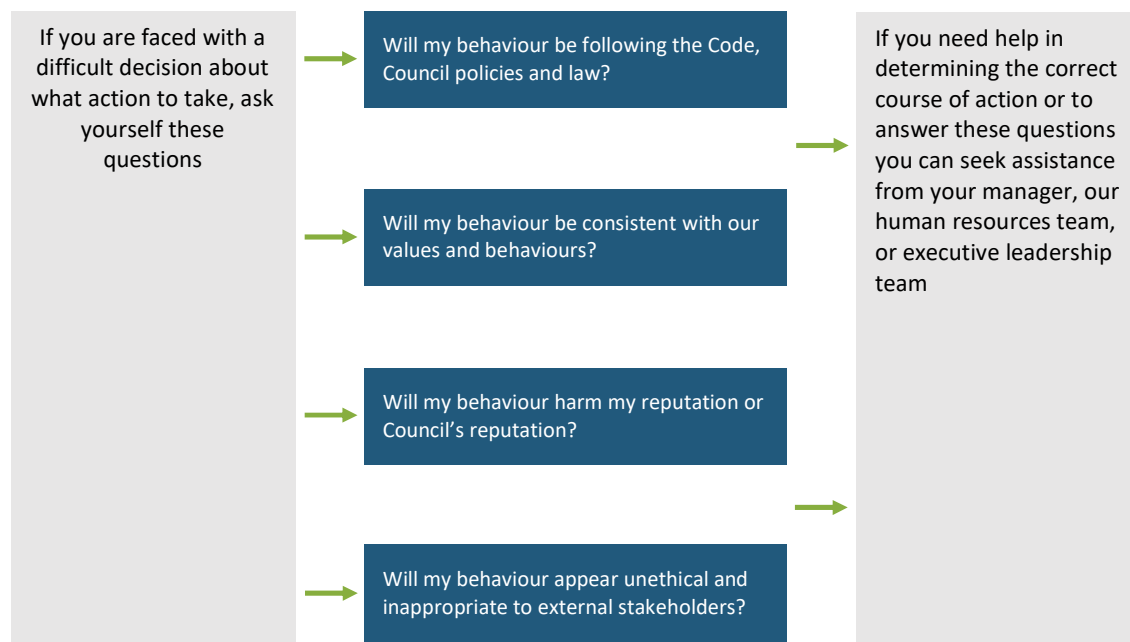 If you are faced with a
difficult decision about
what action to take, ask
yourself these
questions
Will my behaviour be following the Code,
Council policies and law?
Will my behaviour be consistent with our
values and behaviours?
Will my behaviour harm my reputation or
Council’s reputation?
Will my behaviour appear unethical and
inappropriate to external stakeholders?
If you need help in
determining the correct
course of action or to
answer these questions
you can seek assistance
from your manager, our
human resources team,
or executive leadership
team